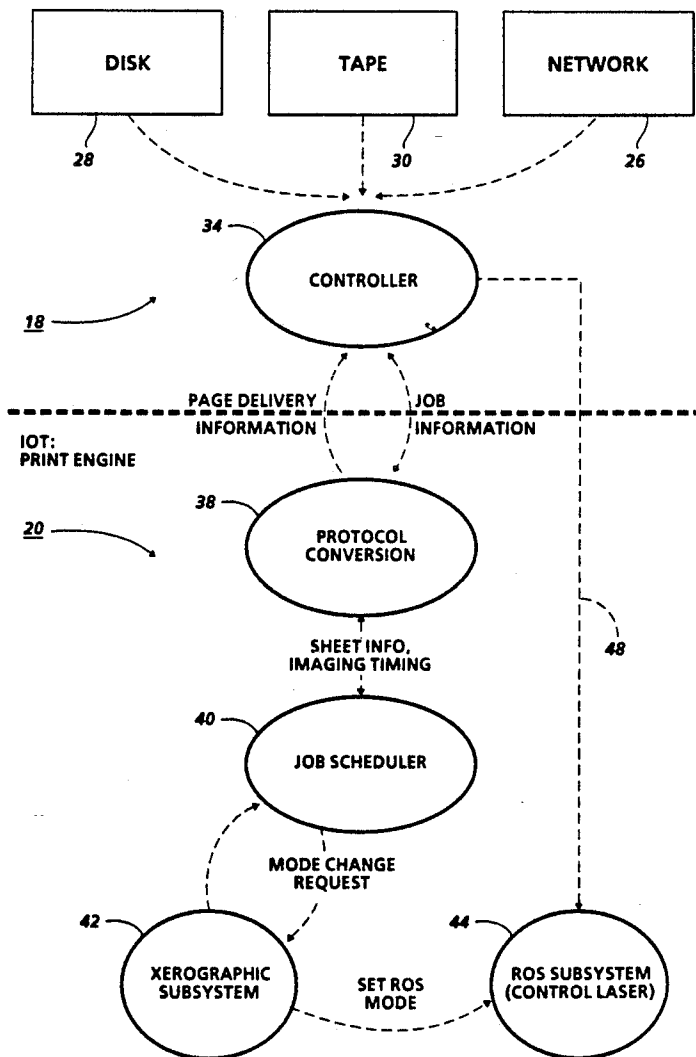 DISK
TAPE
NETWORK
28
30
26
34
CONTROLLER
18
PAGE DELIVERY
INFORMATION
JOB
INFORMATION
IOT:
PRINT ENGINE
38
20
PROTOCOL
CONVERSION
48
SHEET INFO,
IMAGING TIMING
40
JOB SCHEDULER
MODE CHANGE
REQUEST
42
44
XEROGRAPHIC
SUBSYSTEM
SET ROS
MODE
ROS SUBSYSTEM
(CONTROL LASER)